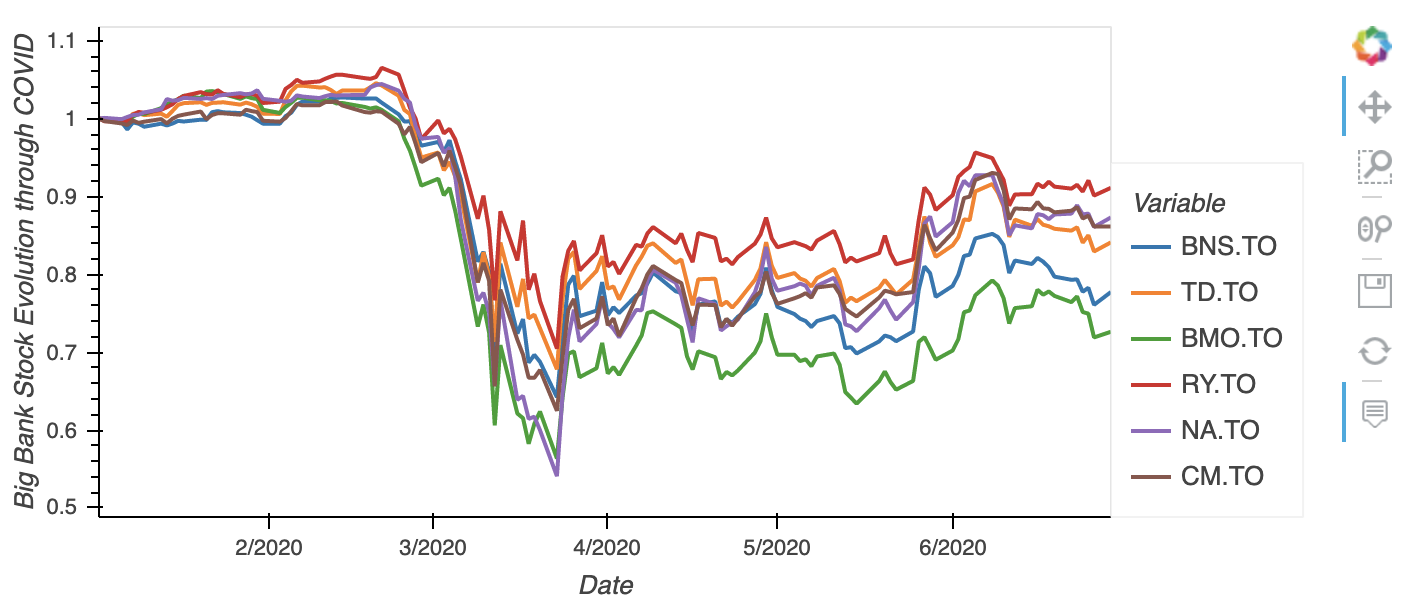 Big Bank Stock Evolution through COVID
1.1
1
0.9
0.8
0.7
0.6
0.5
2/2020
3/2020
4/2020
5/2020
6/2020
Date
Variable
BNS.TO
TD.TO
BMO.TO
RY.TO
NA.TO
CM.TO